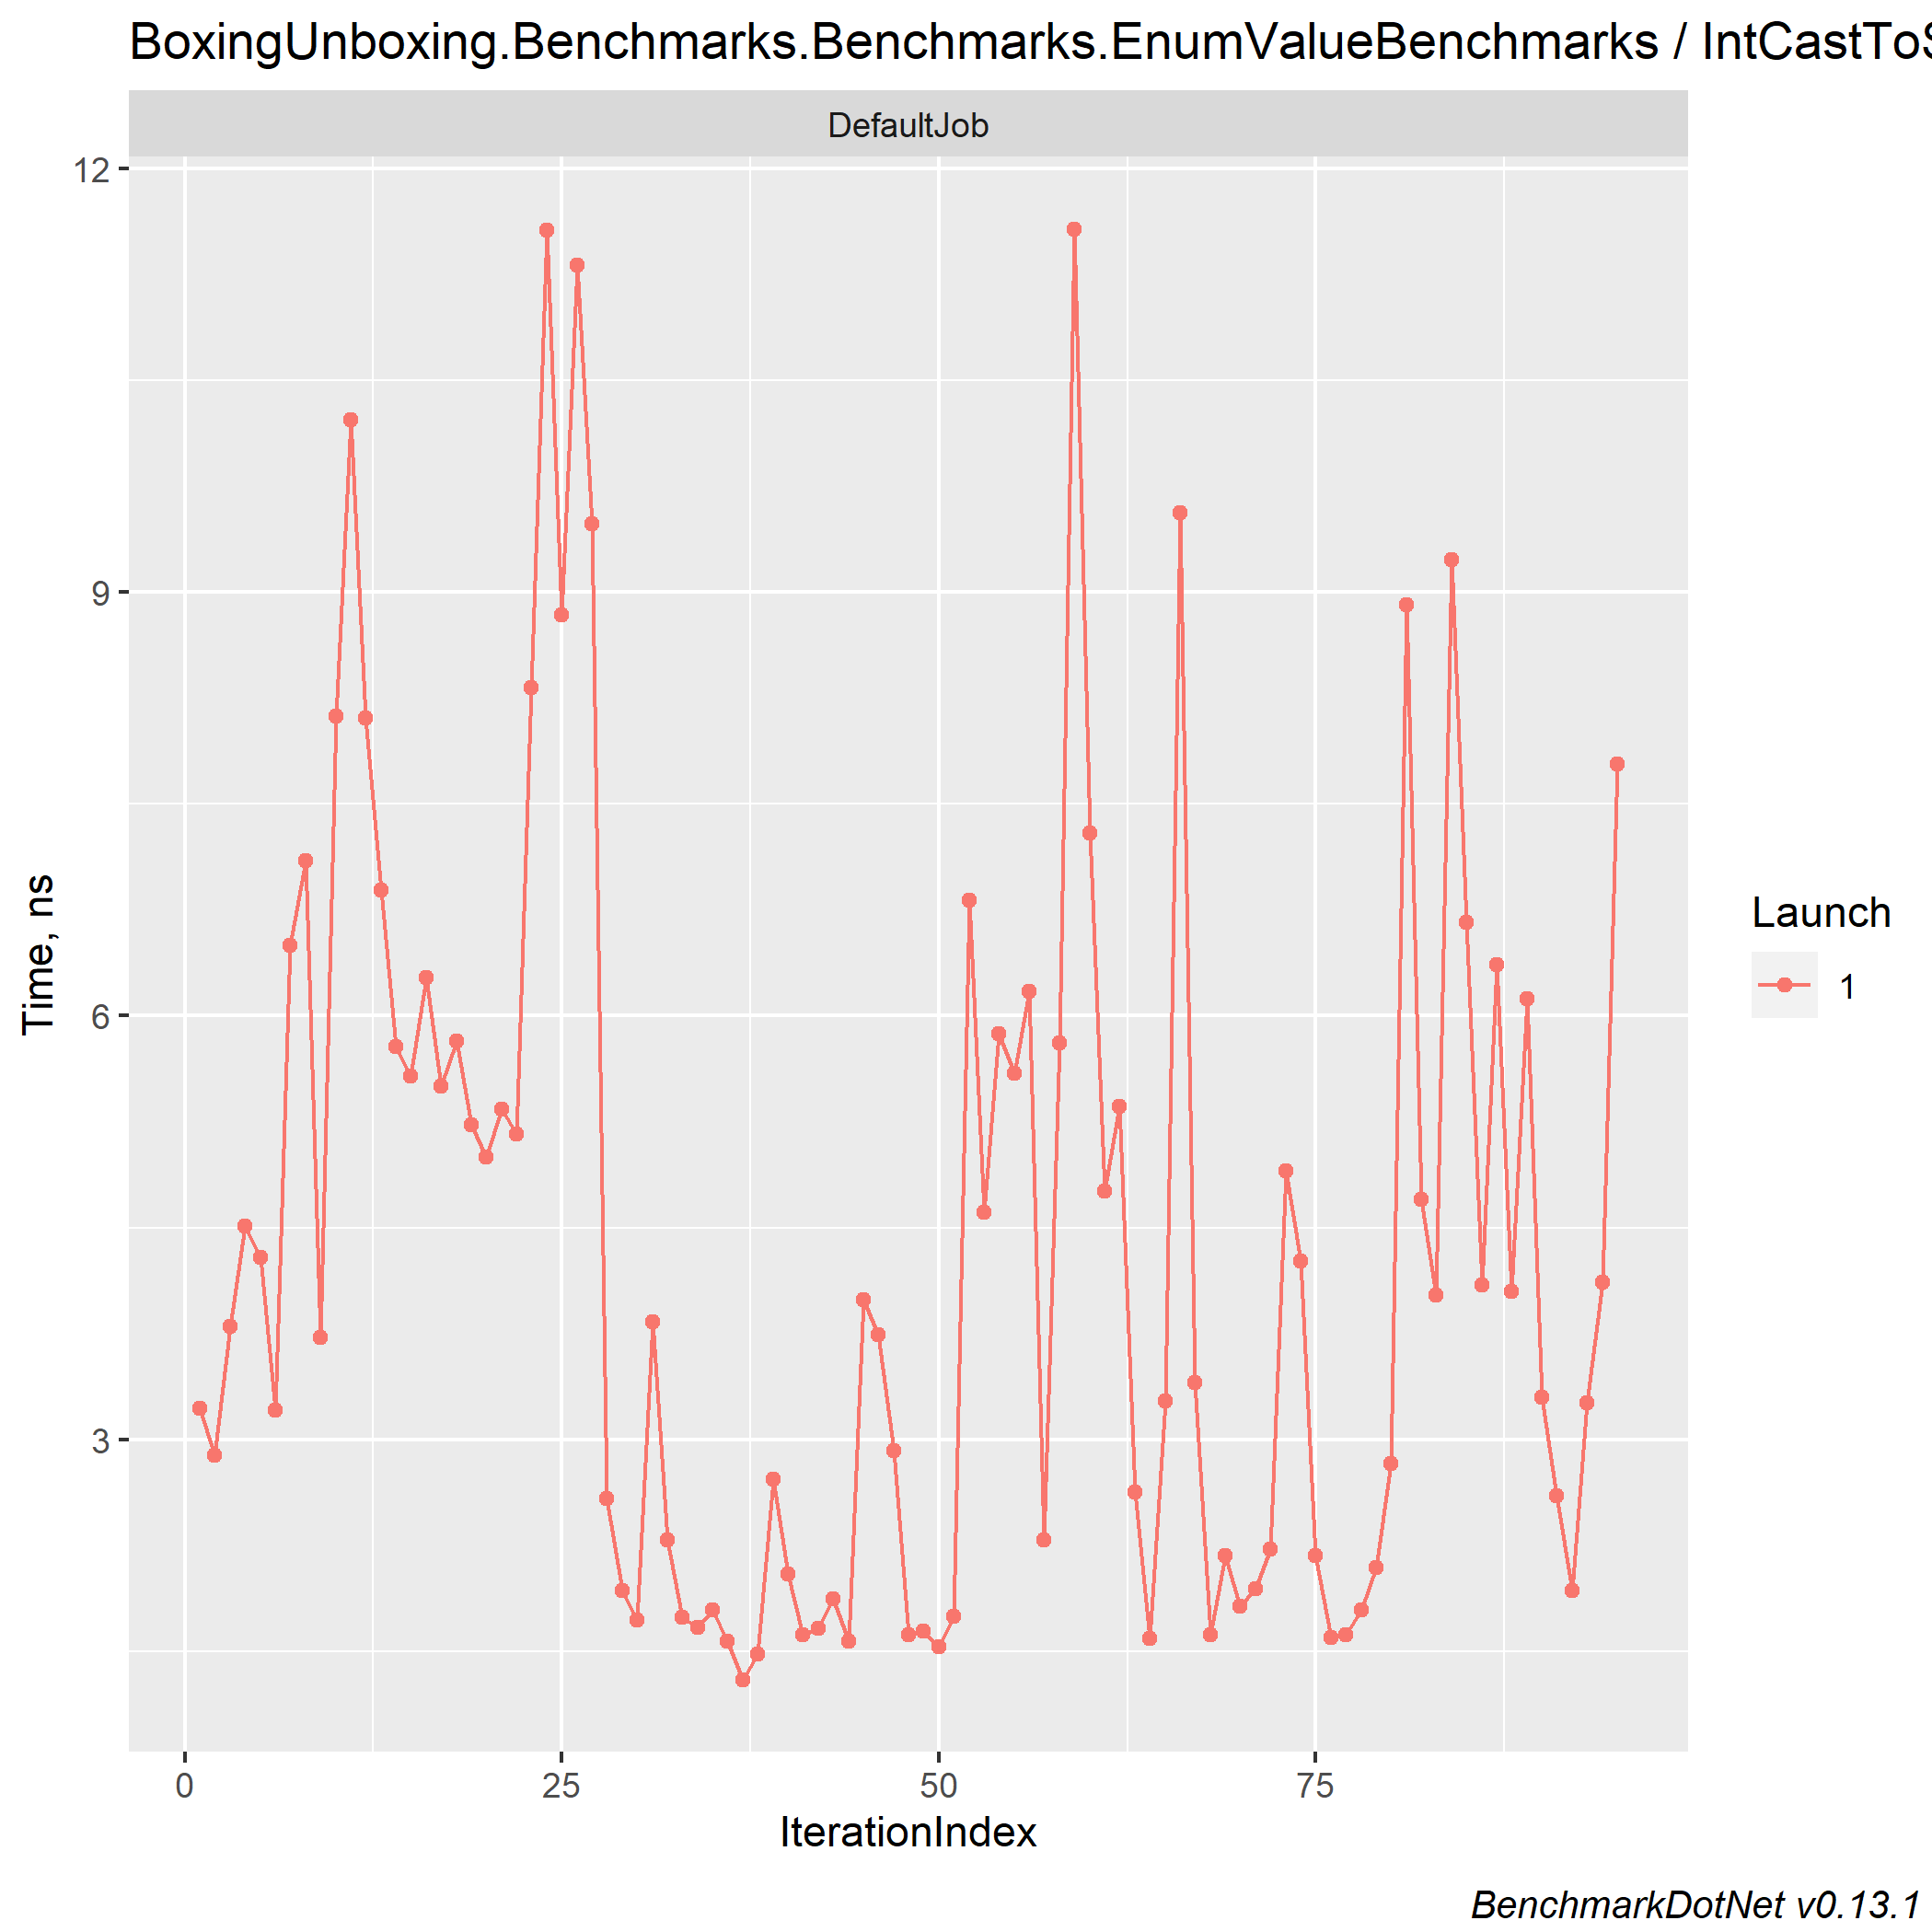 BoxingUnboxing.Benchmarks.Benchmarks.EnumValueBenchmarks / IntCastToS
DefaultJob
12
9
6
3
Time, ns
0 25 50 75
IterationIndex
Launch
1
BenchmarkDotNet v0.13.1